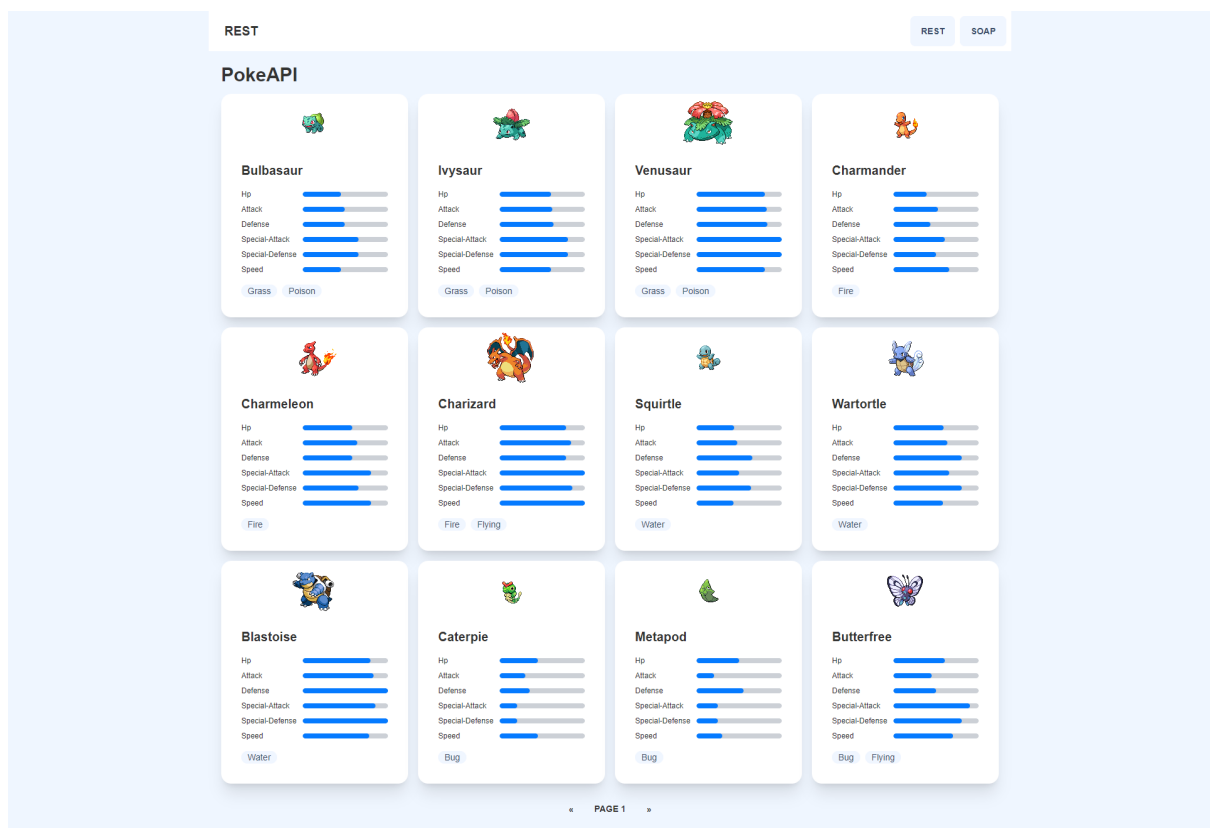 REST REST SOAP
PokeAPI
Bulbasaur
Hp
Attack
Defense
Special-Attack
Special-Defense
Speed
Grass Poison
Ivysaur
Hp
Attack
Defense
Special-Attack
Special-Defense
Speed
Grass Poison
Venusaur
Hp
Attack
Defense
Special-Attack
Special-Defense
Speed
Grass Poison
Charmander
Hp
Attack
Defense
Special-Attack
Special-Defense
Speed
Fire
Charmeleon
Hp
Attack
Defense
Special-Attack
Special-Defense
Speed
Fire
Charizard
Hp
Attack
Defense
Special-Attack
Special-Defense
Speed
Fire Flying
Squirtle
Hp
Attack
Defense
Special-Attack
Special-Defense
Speed
Water
Wartortle
Hp
Attack
Defense
Special-Attack
Special-Defense
Speed
Water
Blastoise
Hp
Attack
Defense
Special-Attack
Special-Defense
Speed
Water
Caterpie
Hp
Attack
Defense
Special-Attack
Special-Defense
Speed
Bug
Metapod
Hp
Attack
Defense
Special-Attack
Special-Defense
Speed
Bug
Butterfree
Hp
Attack
Defense
Special-Attack
Special-Defense
Speed
Bug Flying
« PAGE 1 »